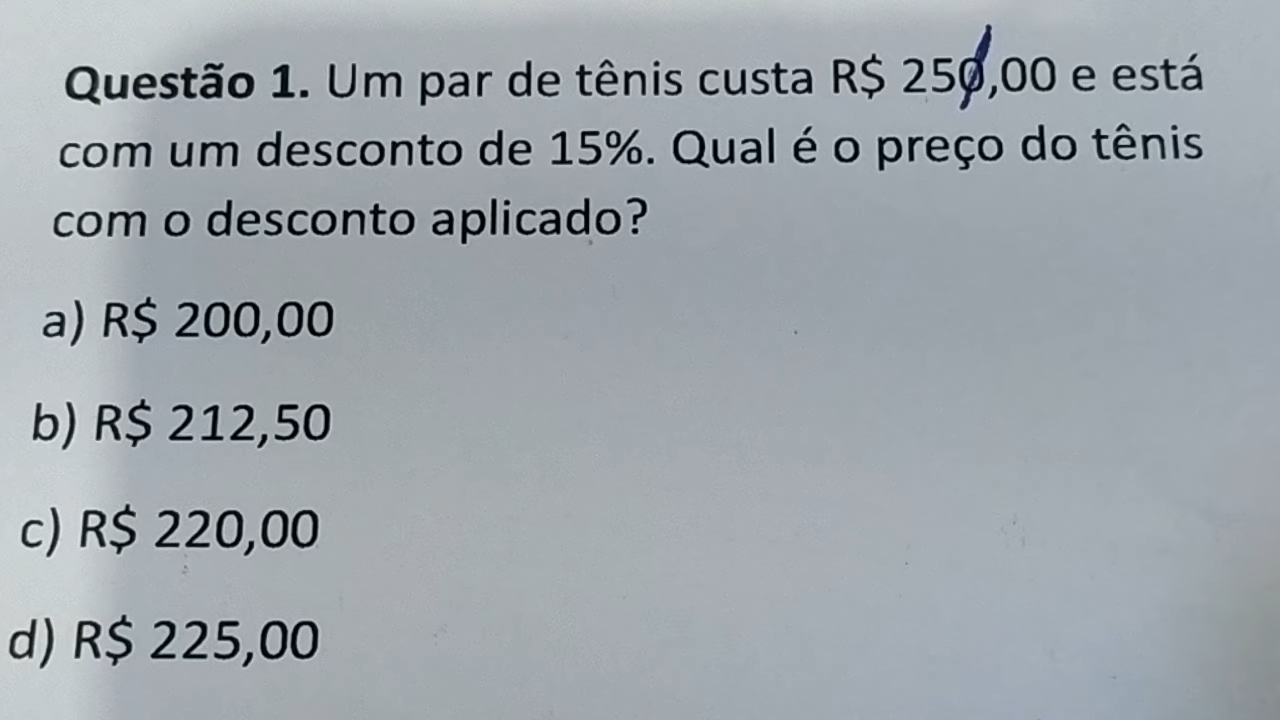 Questão 1. Um par de tênis custa R$ 250,00 e está
com um desconto de 15%. Qual é o preço do tênis
com o desconto aplicado?
a) R$ 200,00
b) R$ 212,50
c) R$ 220,00
d) R$ 225,00